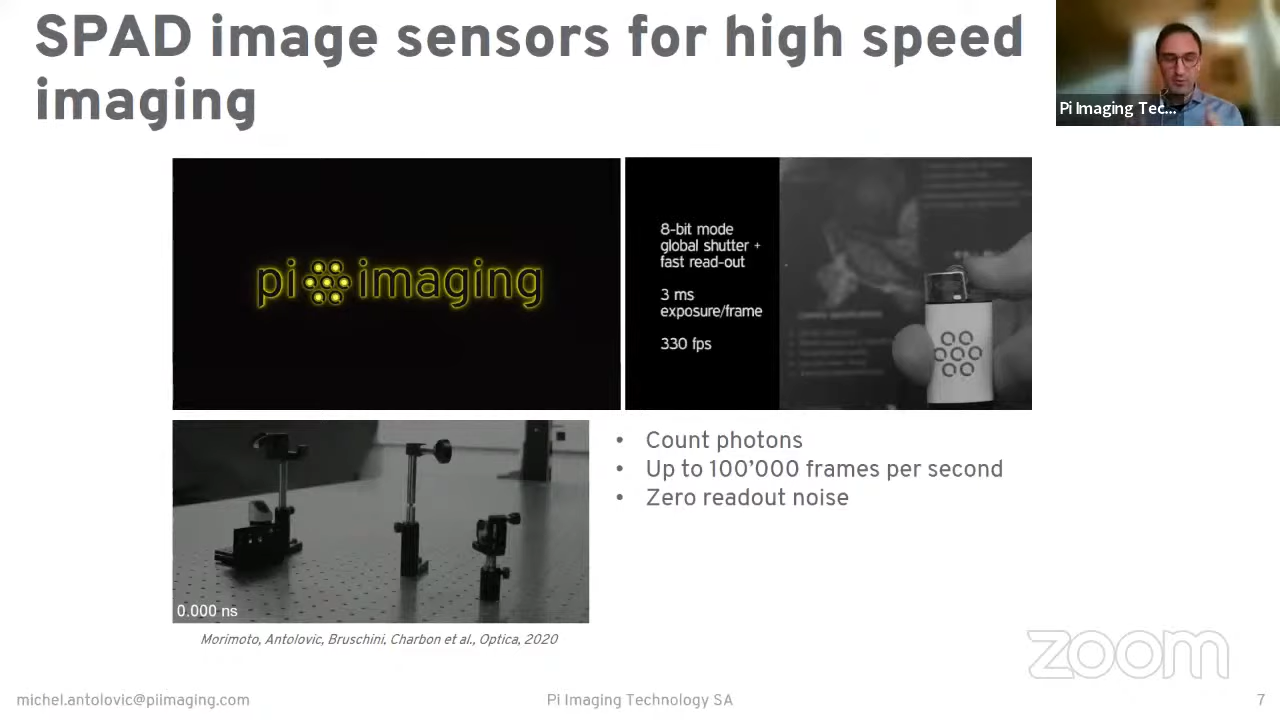 SPAD image sensors for high speed
imaging
Pi Imaging Tec...
pi imaging
8-bit mode
global shutter +
fast read-out
3 ms
exposure/frame
330 fps
0.000 ns
Morimoto, Antolovic, Bruschini, Charbon et al., Optica, 2020
• Count photons
• Up to 100’000 frames per second
• Zero readout noise
zoom
michel.antolovic@piimaging.com
Pi Imaging Technology SA
7